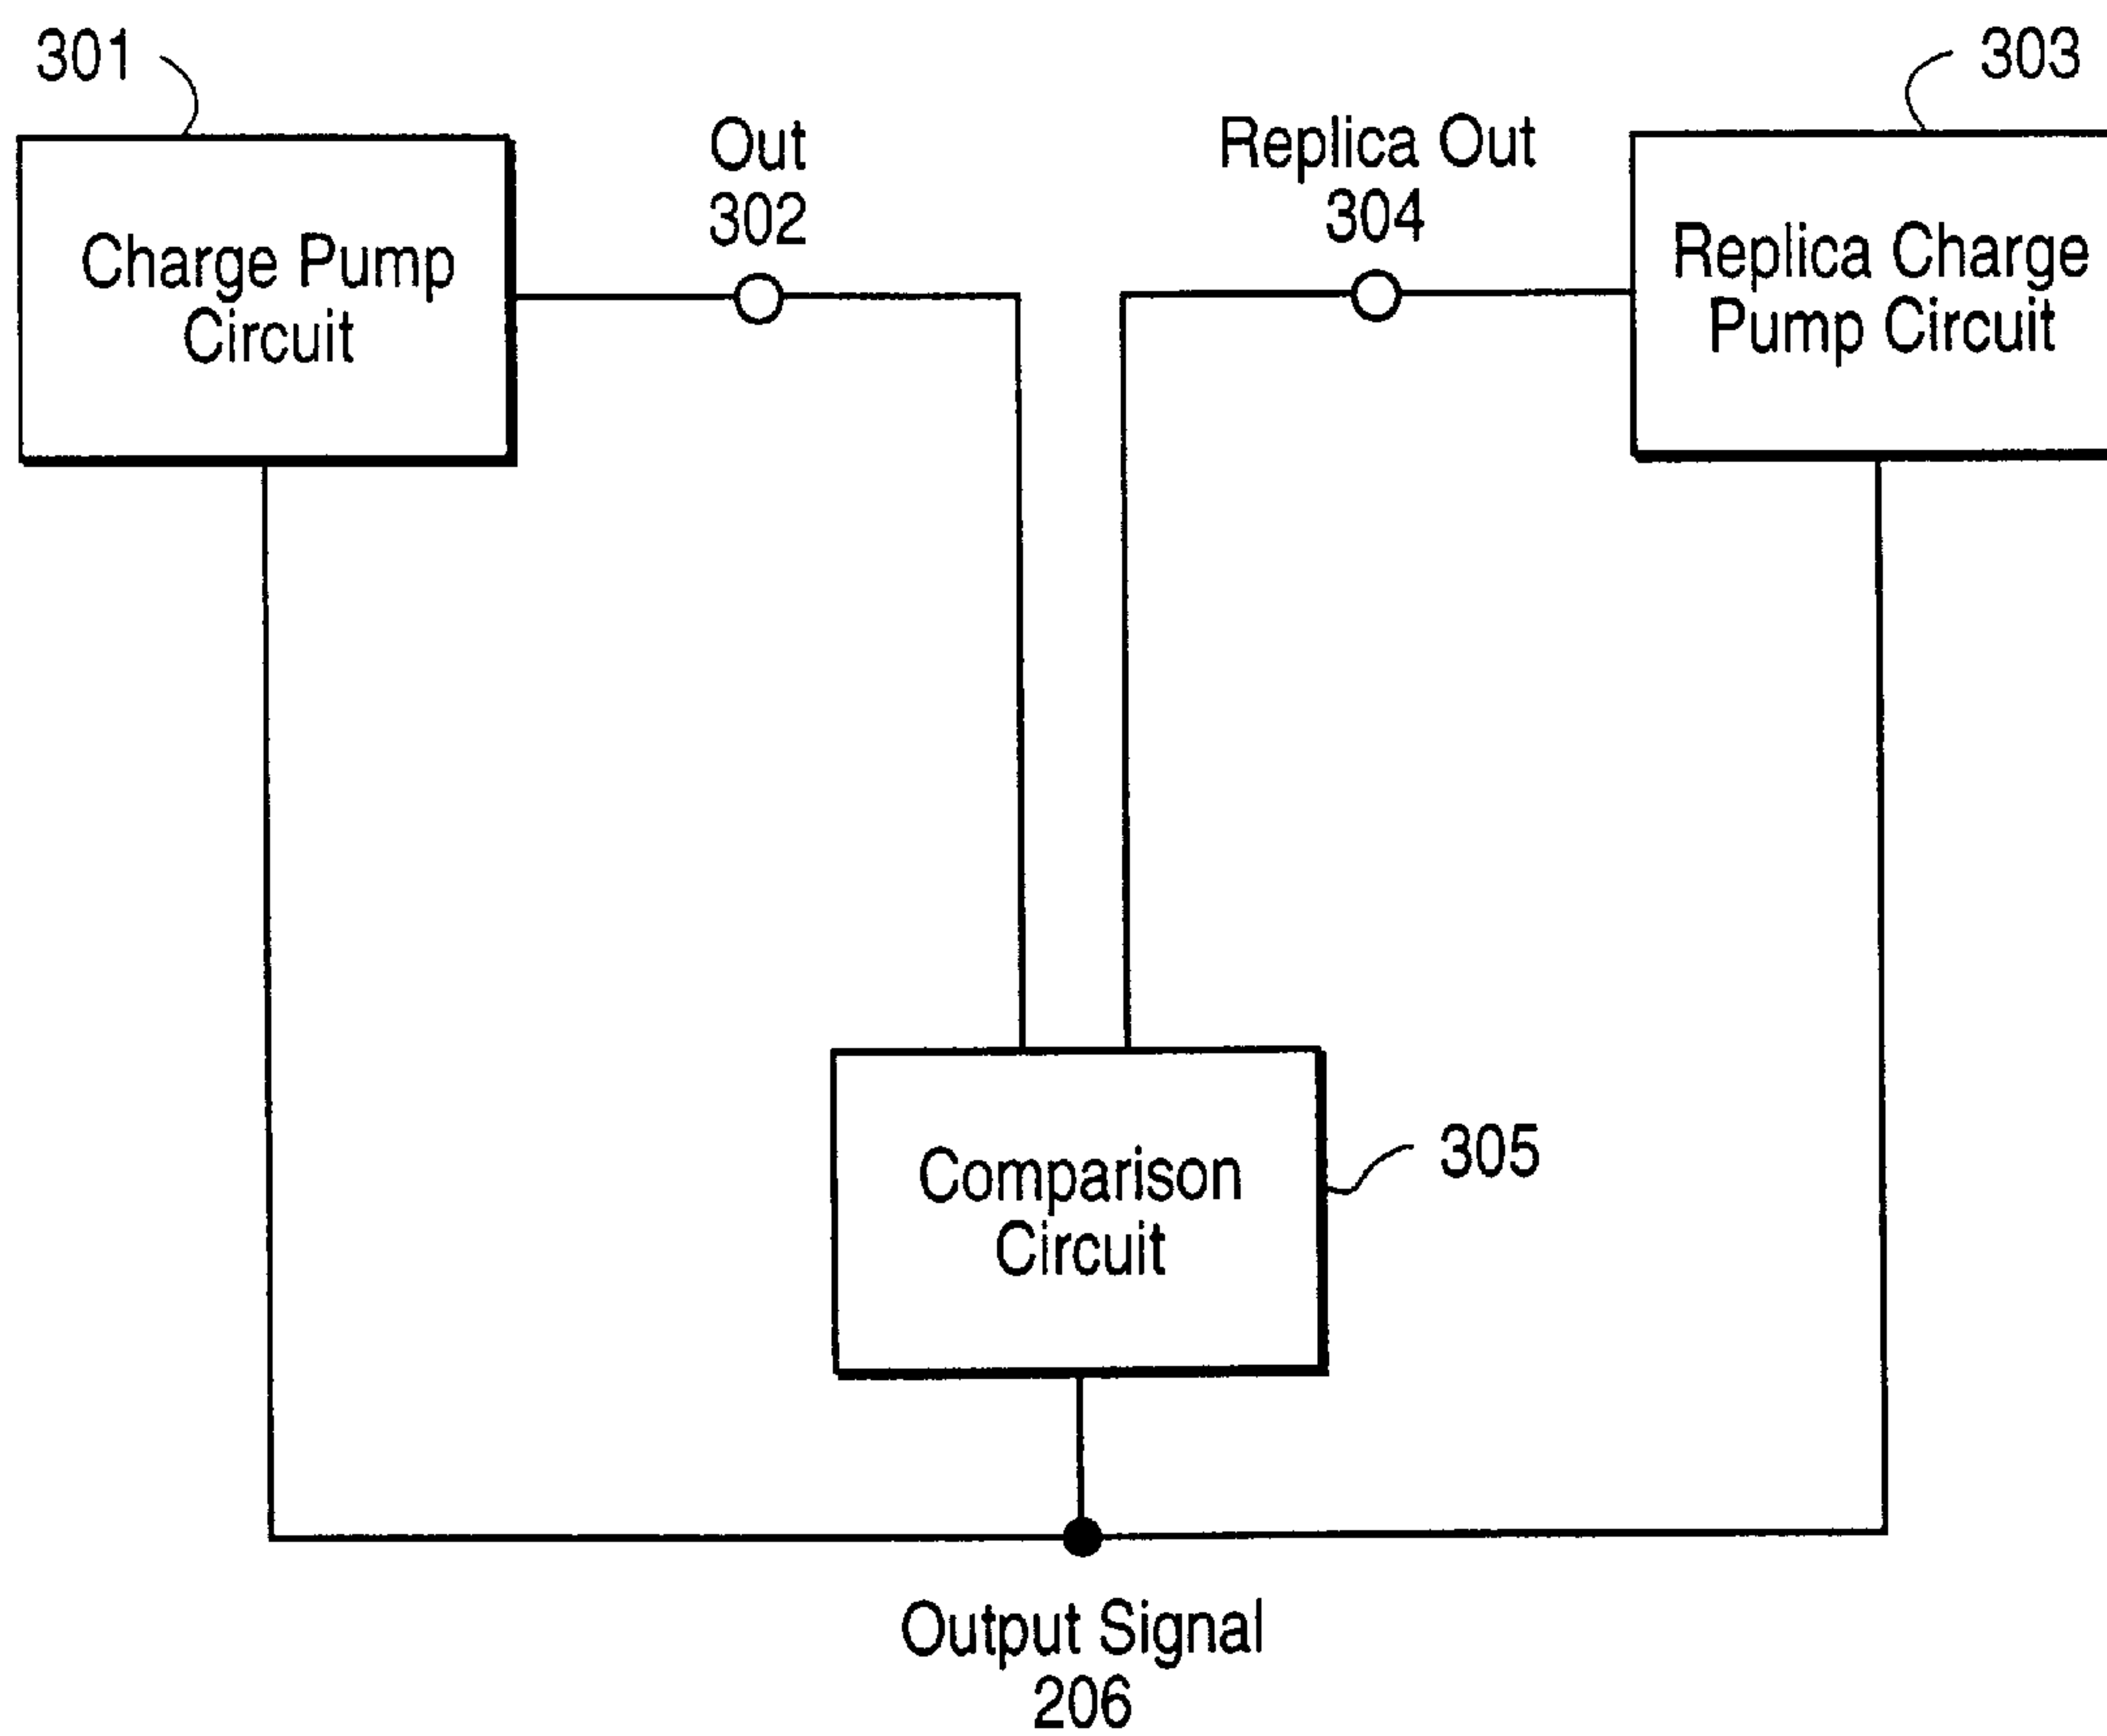 301
303
Out
302
Replica Out
304
Charge Pump
Circuit
Replica Charge
Pump Circuit
Comparison
Circuit
305
Output Signal
206